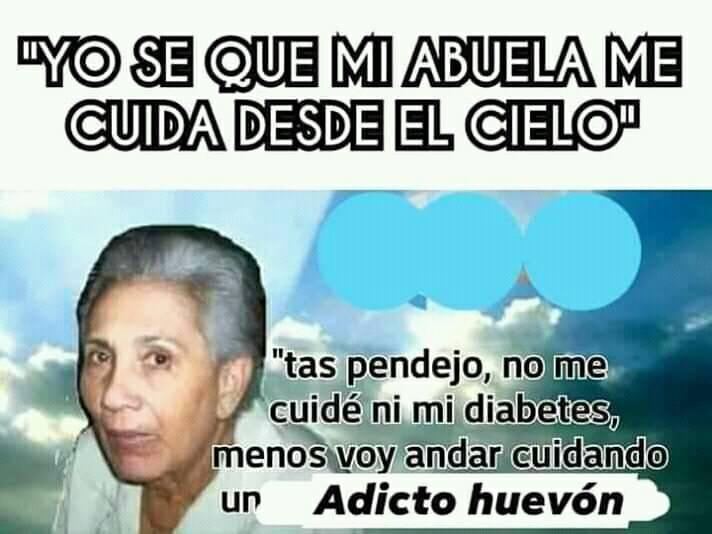 "YO SE QUE MI ABUELA ME
CUIDA DESDE EL CIELO"
"tas pendejo, no me
cuidé ni mi diabetes,
menos voy andar cuidando
un Adicto huevón